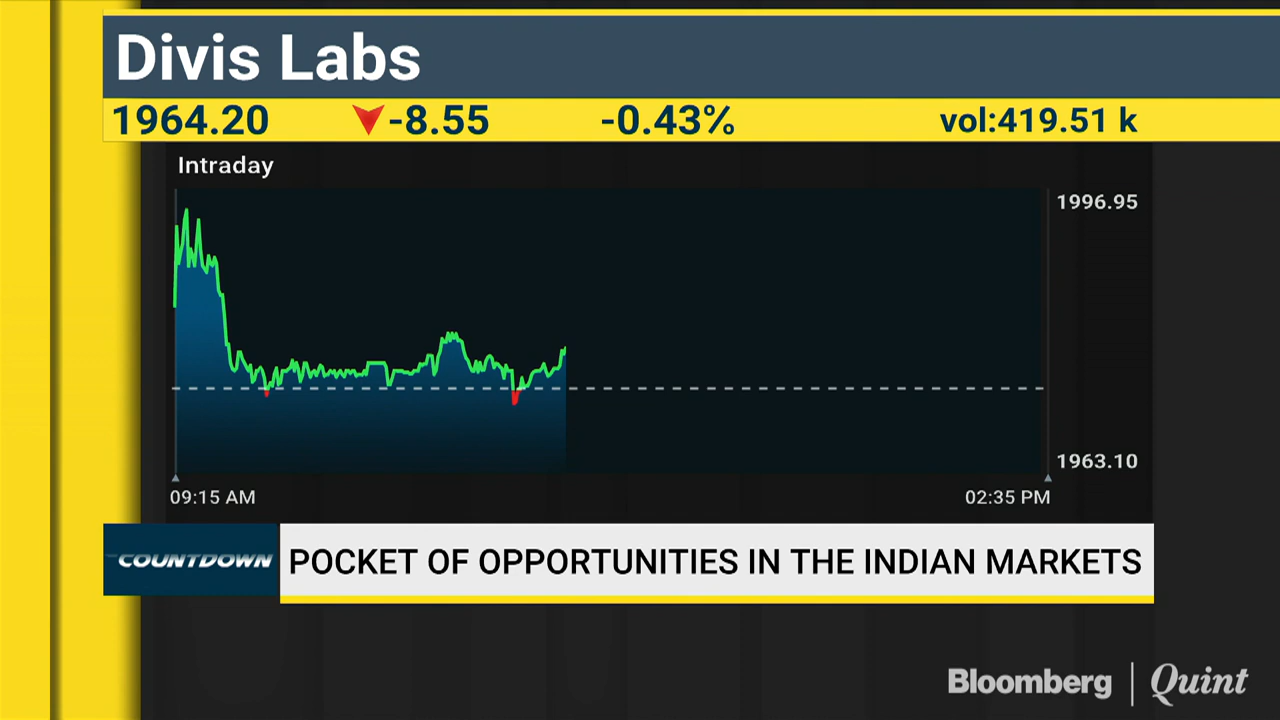 Divis Labs
1964.20 -8.55 -0.43% vol:419.51 k
Intraday
1996.95
1963.10
09:15 AM 02:35 PM
COUNTDOWN POCKET OF OPPORTUNITIES IN THE INDIAN MARKETS
Bloomberg | Quint